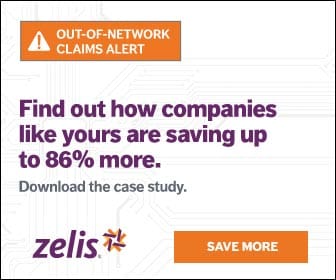 OUT-OF-NETWORK
CLAIMS ALERT
Find out how companies
like yours are saving up
to 86% more.
Download the case study.
zelis
SAVE MORE